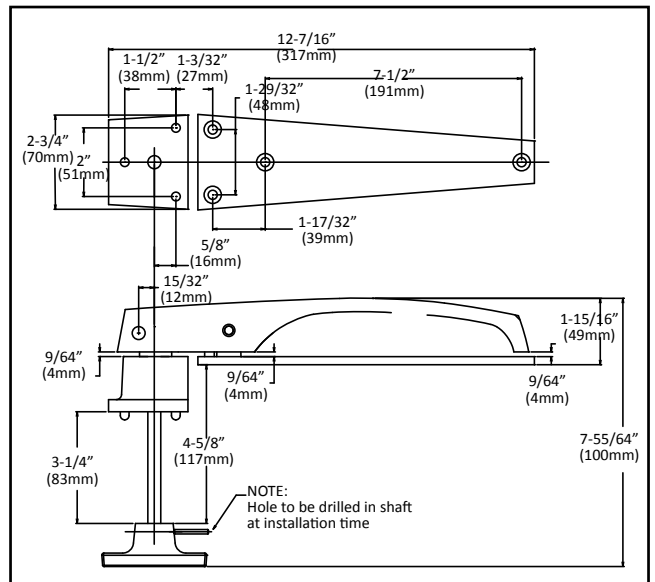 12-7/16”
(317mm)
1-1/2”
(38mm)
1-3/32”
(27mm)
7-1/2”
(191mm)
1-29/32”
(48mm)
2-3/4”
(70mm)
2”
(51mm)
1-17/32”
(39mm)
5/8”
(16mm)
15/32”
(12mm)
1-15/16”
(49mm)
9/64”
(4mm)
9/64”
(4mm)
9/64”
(4mm)
4-5/8”
(117mm)
7-55/64”
(100mm)
3-1/4”
(83mm)
NOTE:
Hole to be drilled in shaft
at installation time